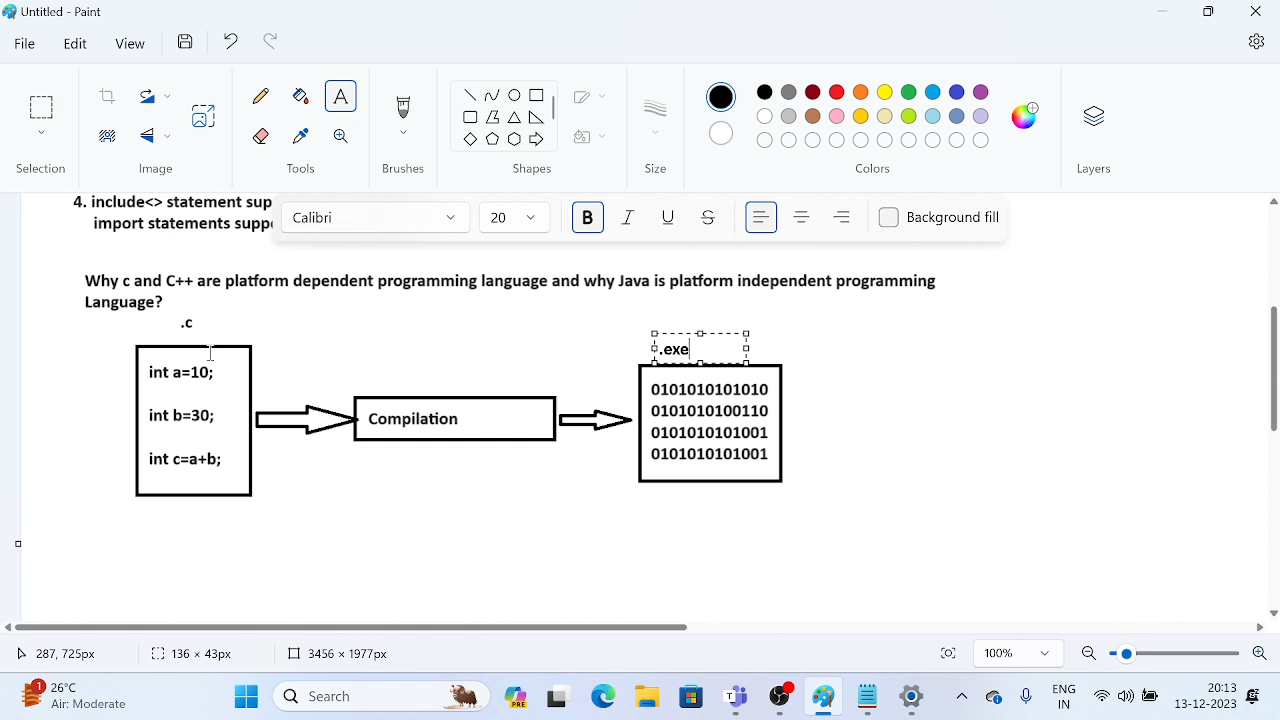 Untitled - Paint
File Edit View
Selection Image Tools Brushes Shapes Size Colors Layers
4. include<> statement sup
import statements suppo
Calibri 20 B I U S Background fill
Why c and C++ are platform dependent programming language and why Java is platform independent programming
Language?
.c
.exe
int a=10;
int b=30;
int c=a+b;
Compilation
0101010101010
0101010100110
0101010101001
0101010101001
287, 725px 136 × 43px 3456 × 1977px 100%
1
26°C
Air: Moderate
Search
PRE
ENG
IN
20:13
13-12-2023